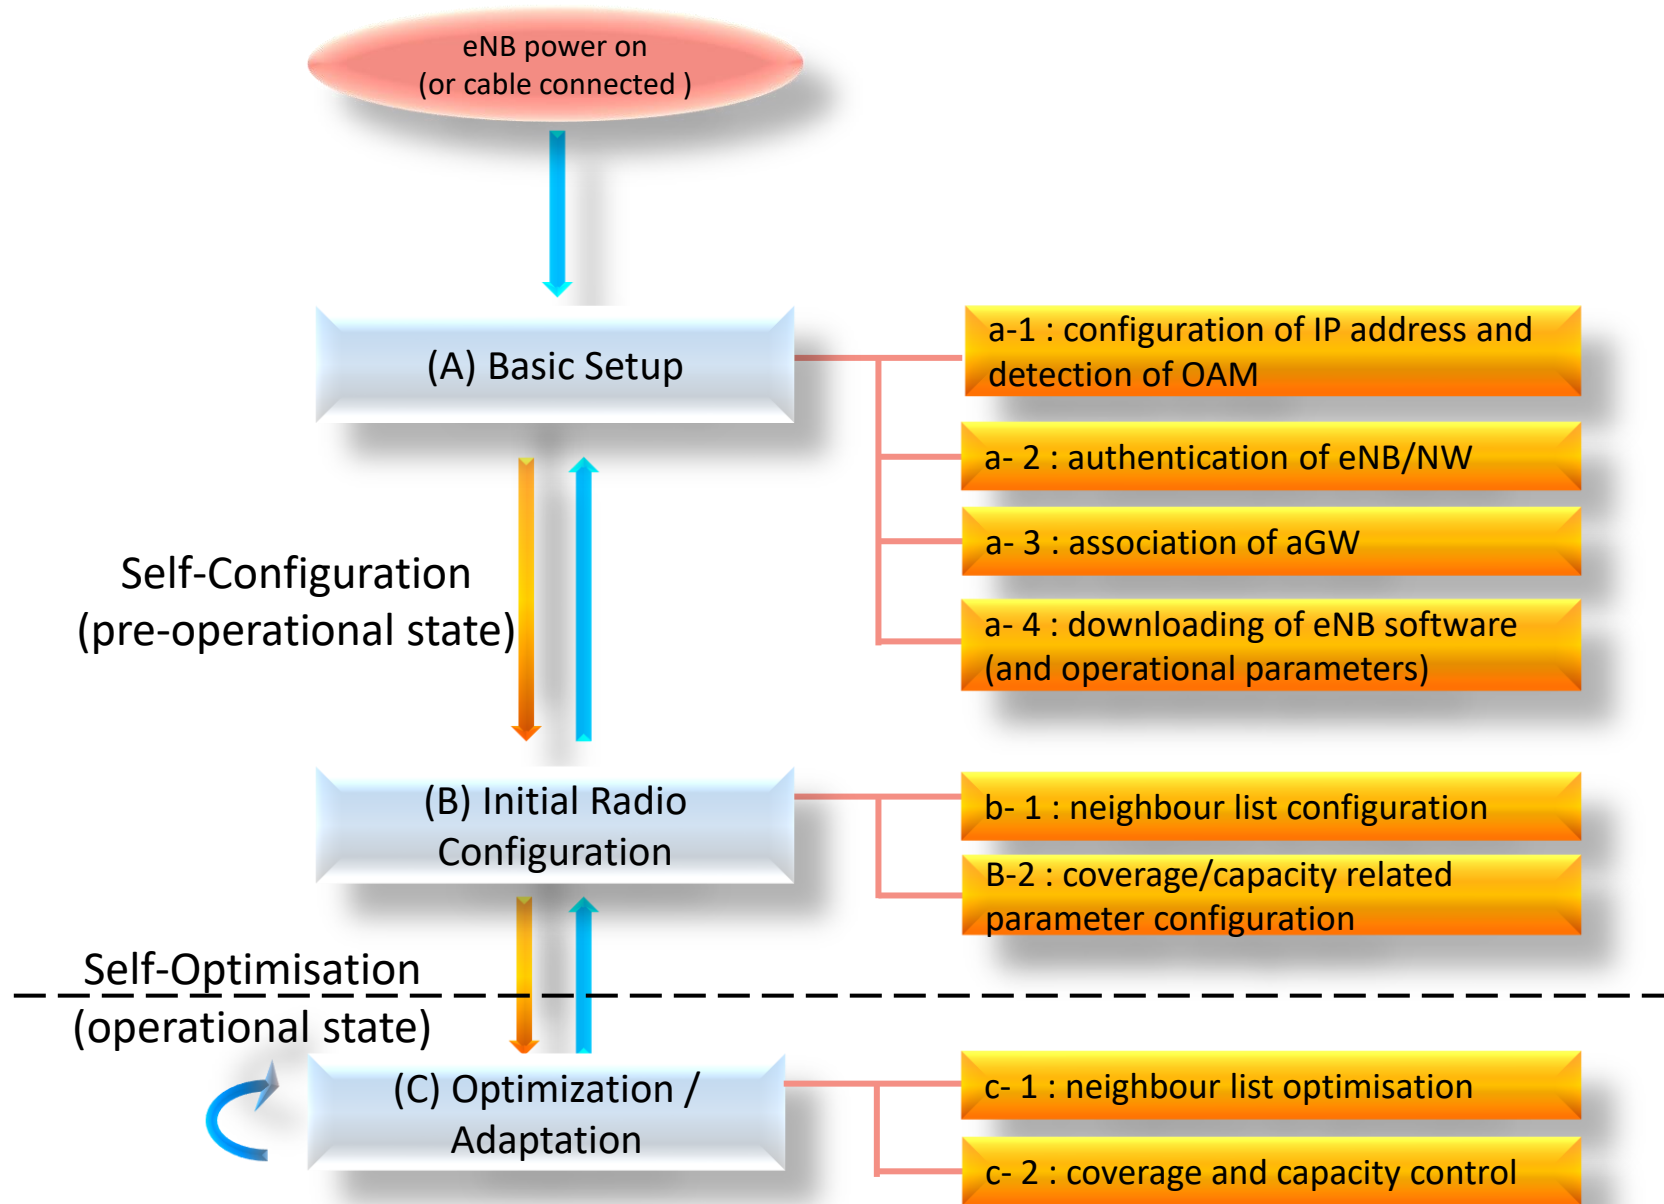 eNB power on
(or cable connected )
(A) Basic Setup
a-1 : configuration of IP address and
detection of OAM
a- 2 : authentication of eNB/NW
a- 3 : association of aGW
a- 4 : downloading of eNB software
(and operational parameters)
Self-Configuration
(pre-operational state)
(B) Initial Radio
Configuration
b- 1 : neighbour list configuration
B-2 : coverage/capacity related
parameter configuration
Self-Optimisation
(operational state)
(C) Optimization /
Adaptation
c- 1 : neighbour list optimisation
c- 2 : coverage and capacity control